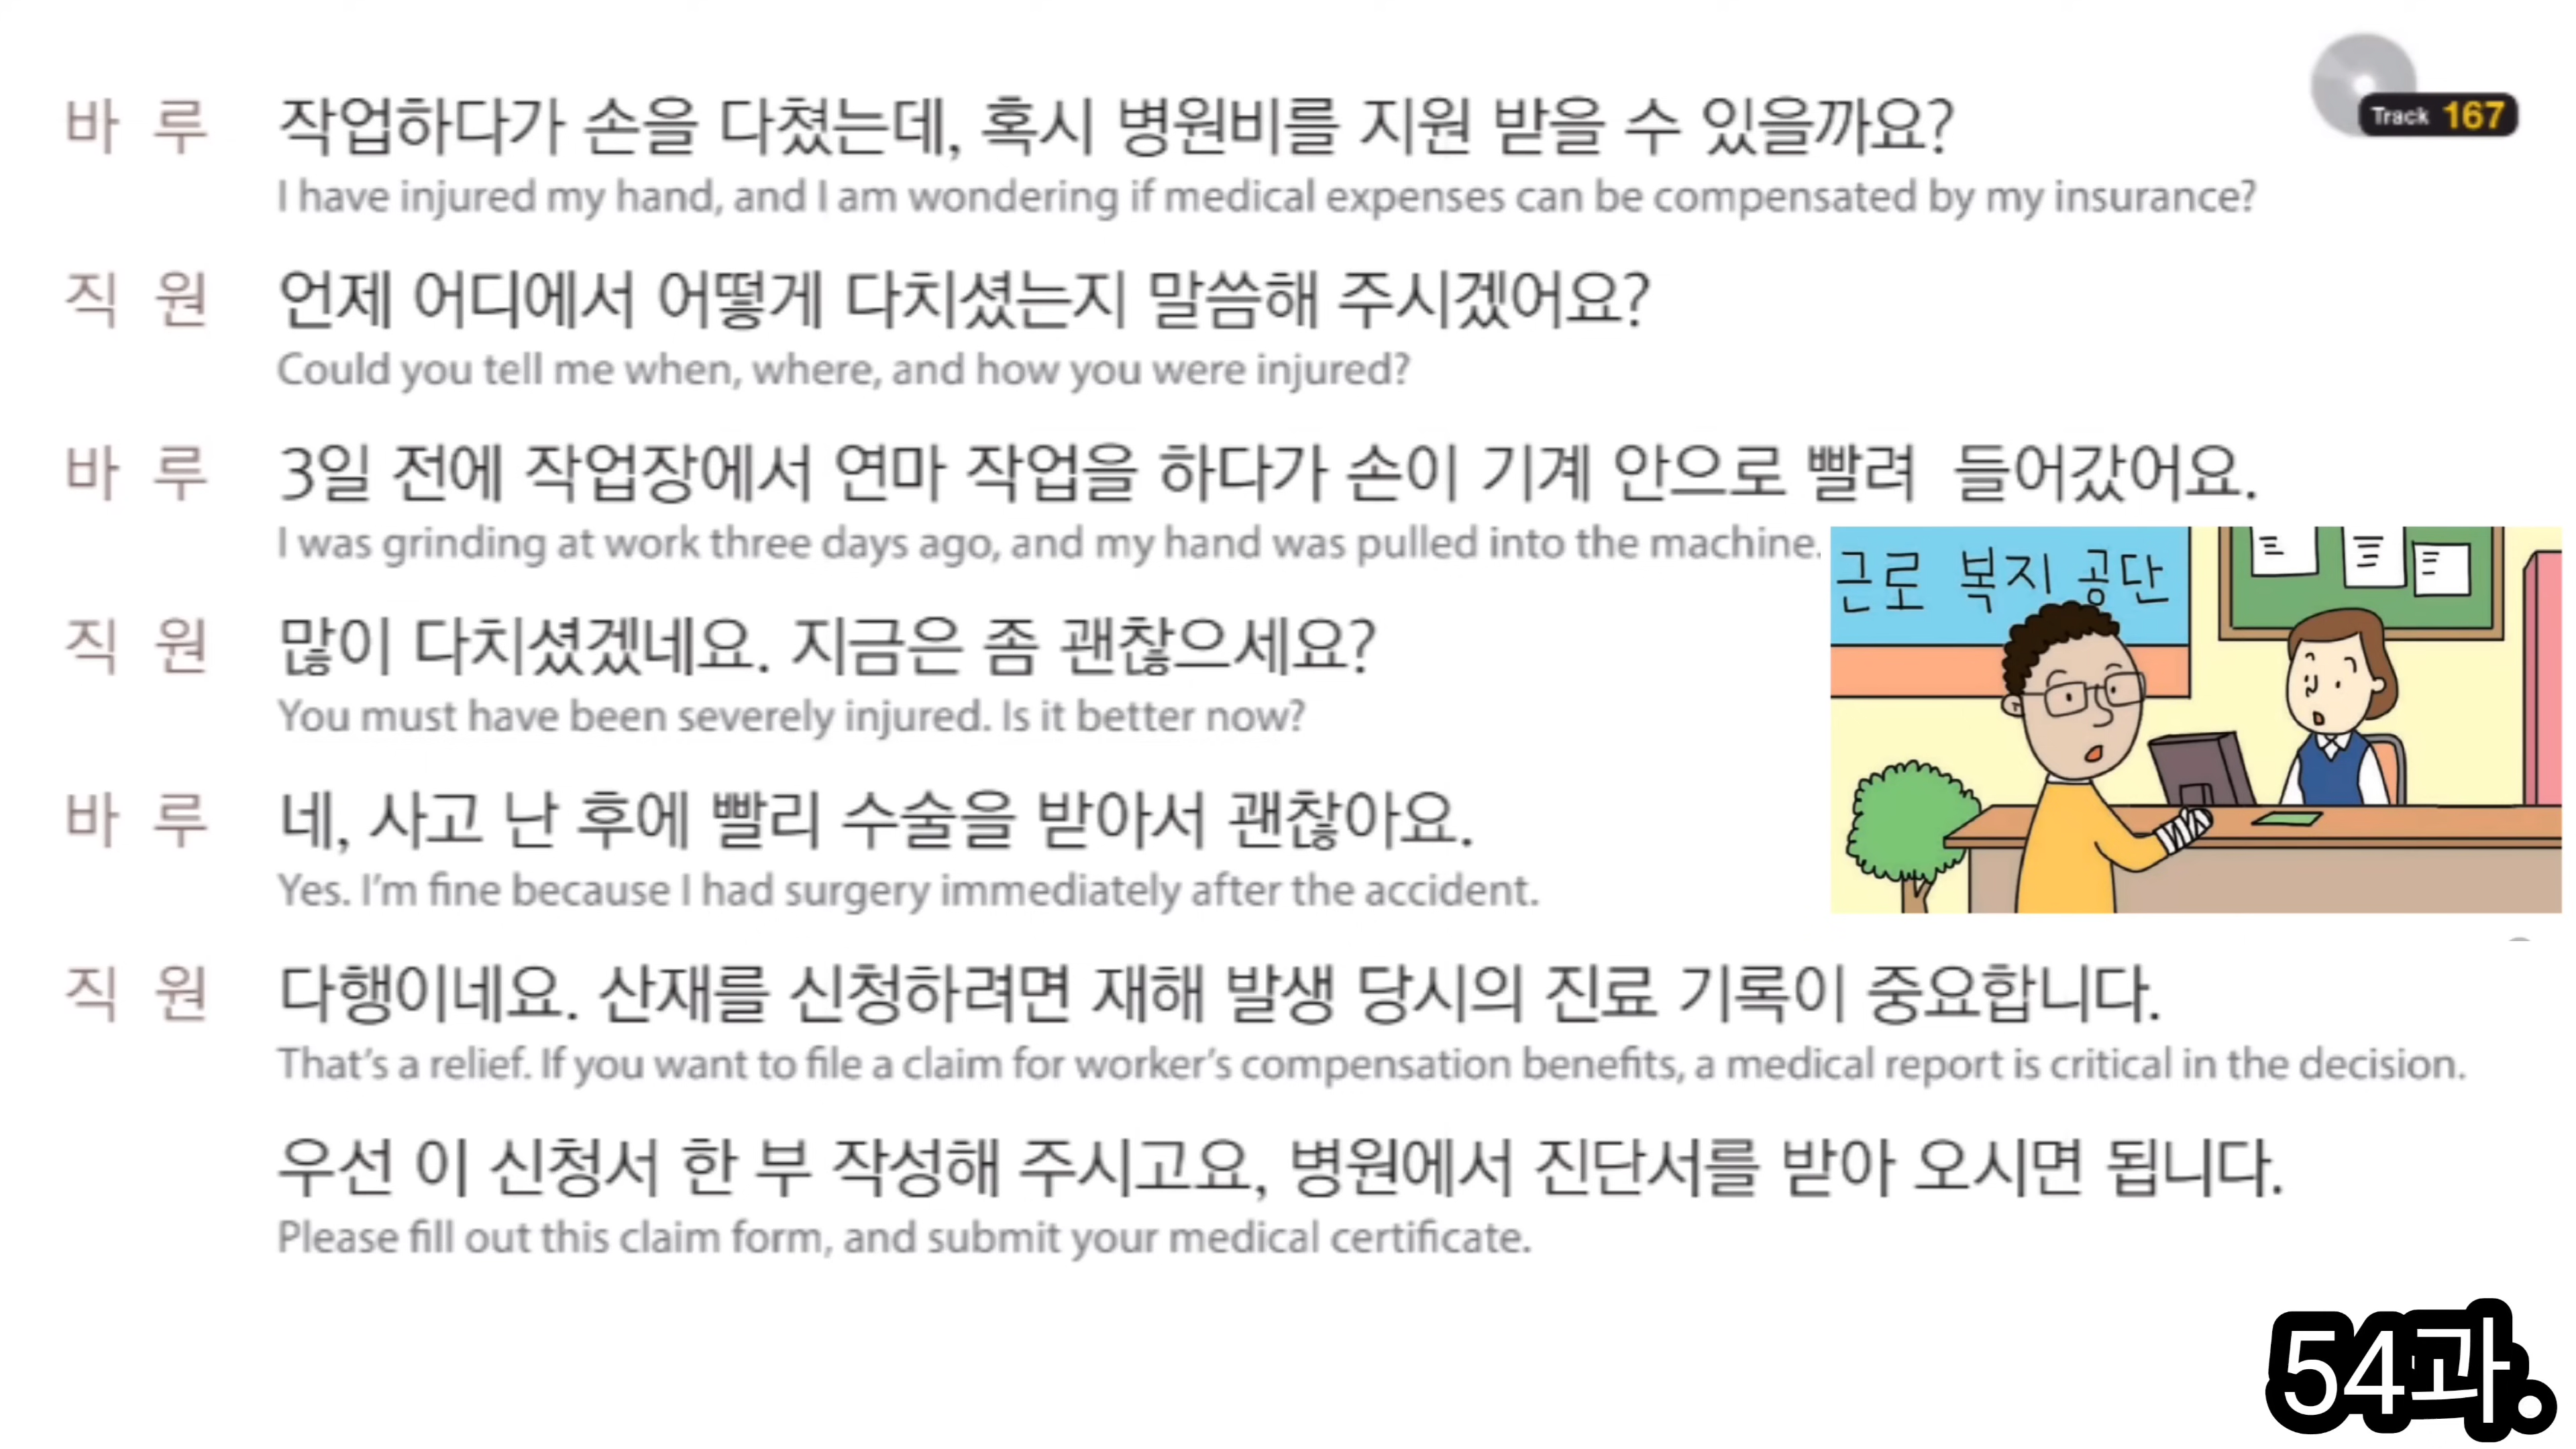 Track 167
바 루 작업하다가 손을 다쳤는데, 혹시 병원비를 지원 받을 수 있을까요?
I have injured my hand, and I am wondering if medical expenses can be compensated by my insurance?
직 원 언제 어디에서 어떻게 다치셨는지 말씀해 주시겠어요?
Could you tell me when, where, and how you were injured?
바 루 3일 전에 작업장에서 연마 작업을 하다가 손이 기계 안으로 빨려 들어갔어요.
I was grinding at work three days ago, and my hand was pulled into the machine.
근로 복지 공단
직 원 많이 다치셨겠네요. 지금은 좀 괜찮으세요?
You must have been severely injured. Is it better now?
바 루 네, 사고 난 후에 빨리 수술을 받아서 괜찮아요.
Yes. I'm fine because I had surgery immediately after the accident.
직 원 다행이네요. 산재를 신청하려면 재해 발생 당시의 진료 기록이 중요합니다.
That's a relief. If you want to file a claim for worker's compensation benefits, a medical report is critical in the decision.
우선 이 신청서 한 부 작성해 주시고요, 병원에서 진단서를 받아 오시면 됩니다.
Please fill out this claim form, and submit your medical certificate.
54과.